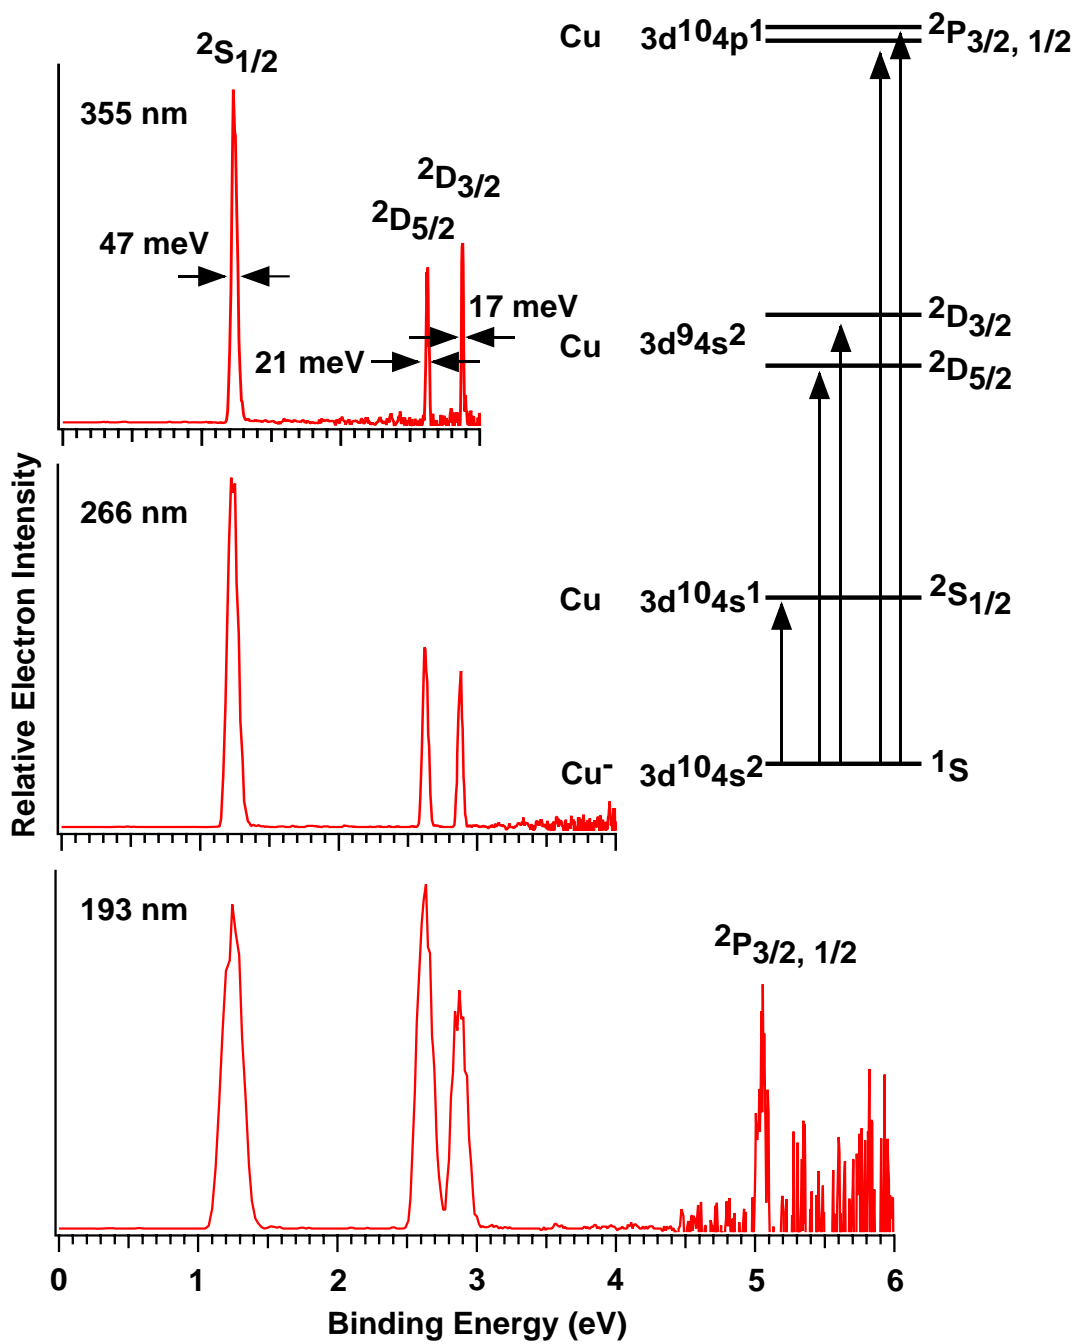 Cu 3d¹⁰4p¹ ²P3/2, 1/2
²S1/2
355 nm
²D3/2
²D5/2
47 meV
17 meV
21 meV
Cu 3d⁹4s²
²D3/2
²D5/2
Relative Electron Intensity
266 nm
Cu 3d¹⁰4s¹ ²S1/2
Cu⁻ 3d¹⁰4s² ¹S
193 nm
²P3/2, 1/2
0 1 2 3 4 5 6
Binding Energy (eV)